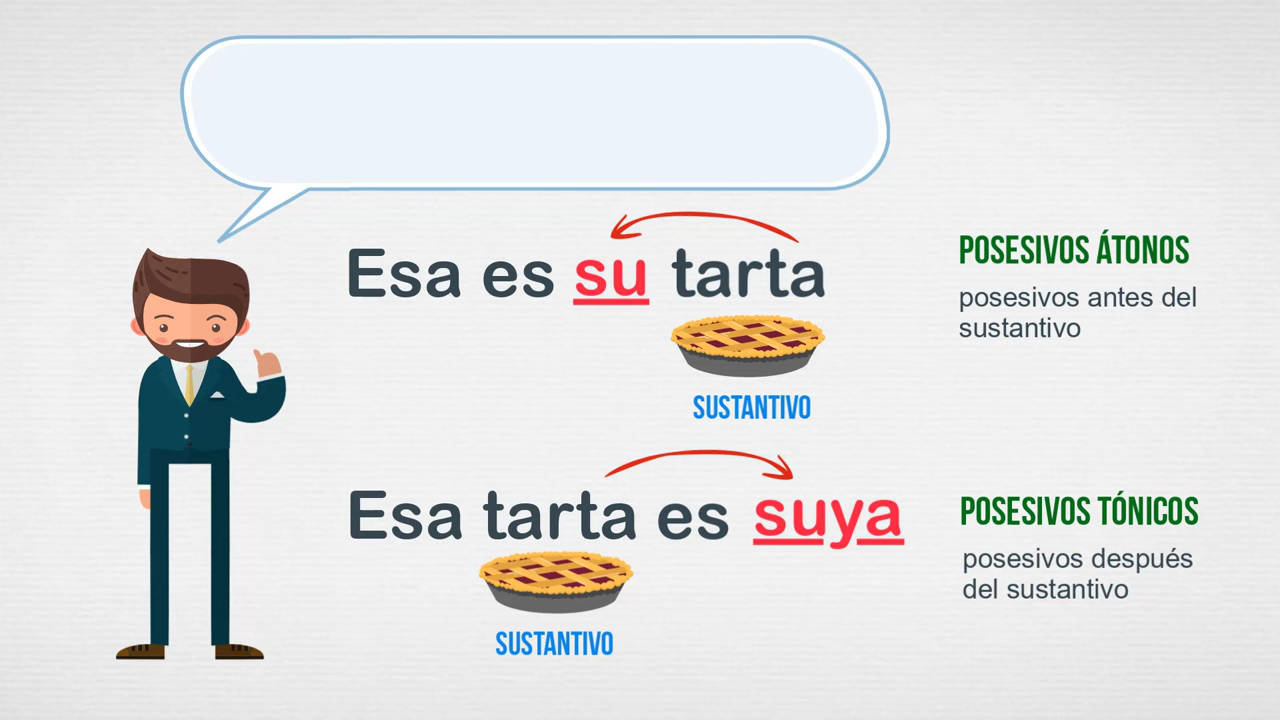 Esa es su tarta
POSESIVOS ÁTONOS
posesivos antes del
sustantivo
SUSTANTIVO
Esa tarta es suya
POSESIVOS TÓNICOS
posesivos después
del sustantivo
SUSTANTIVO